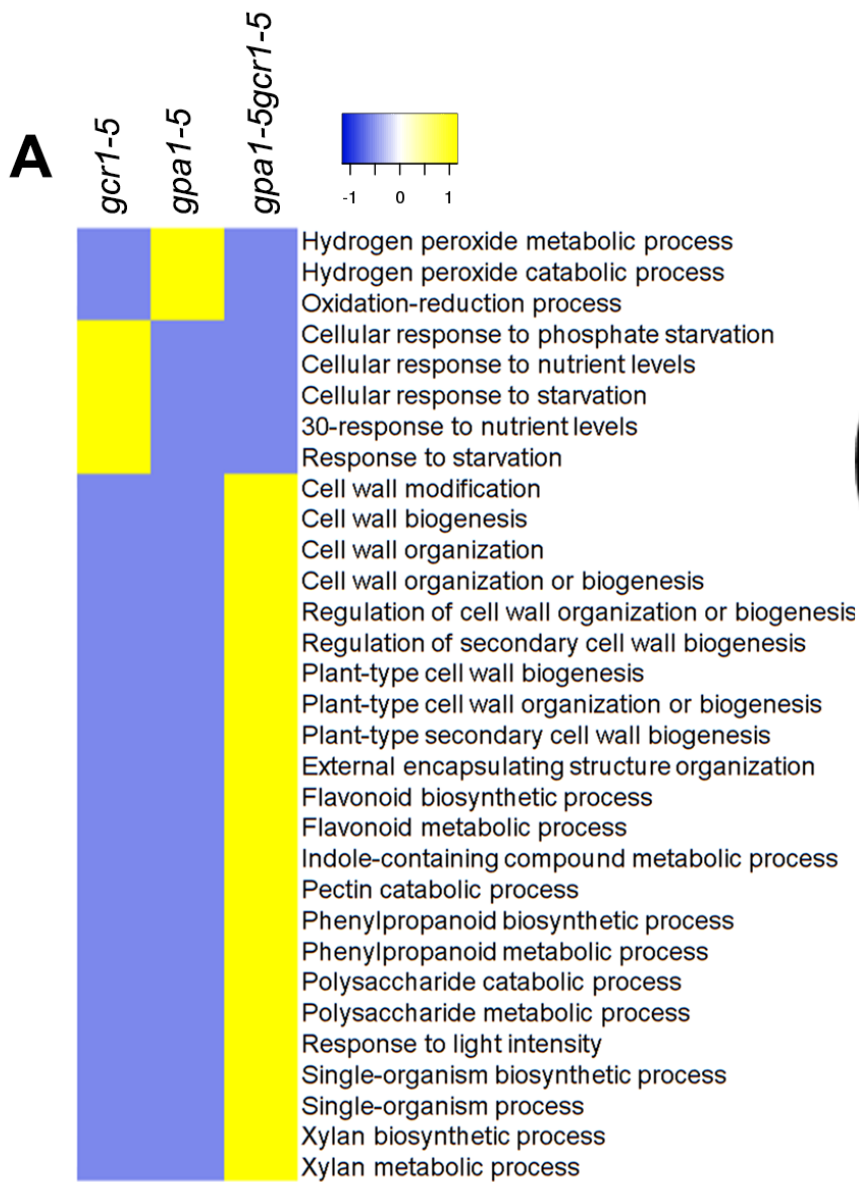 A
gcr1-5
gpa1-5
gpa1-5gcr1-5
-1 0 1
Hydrogen peroxide metabolic process
Hydrogen peroxide catabolic process
Oxidation-reduction process
Cellular response to phosphate starvation
Cellular response to nutrient levels
Cellular response to starvation
30-response to nutrient levels
Response to starvation
Cell wall modification
Cell wall biogenesis
Cell wall organization
Cell wall organization or biogenesis
Regulation of cell wall organization or biogenesis
Regulation of secondary cell wall biogenesis
Plant-type cell wall biogenesis
Plant-type cell wall organization or biogenesis
Plant-type secondary cell wall biogenesis
External encapsulating structure organization
Flavonoid biosynthetic process
Flavonoid metabolic process
Indole-containing compound metabolic process
Pectin catabolic process
Phenylpropanoid biosynthetic process
Phenylpropanoid metabolic process
Polysaccharide catabolic process
Polysaccharide metabolic process
Response to light intensity
Single-organism biosynthetic process
Single-organism process
Xylan biosynthetic process
Xylan metabolic process